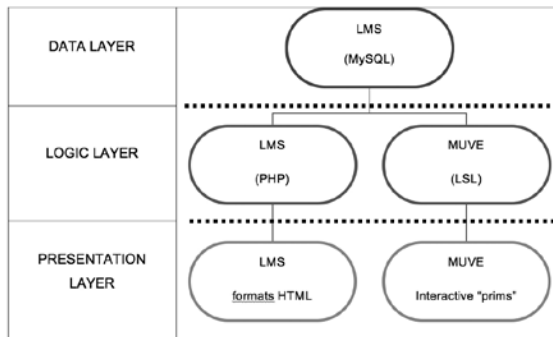 DATA LAYER
LMS
(MySQL)
LOGIC LAYER
LMS
(PHP)
MUVE
(LSL)
PRESENTATION
LAYER
LMS
formats HTML
MUVE
Interactive "prims"